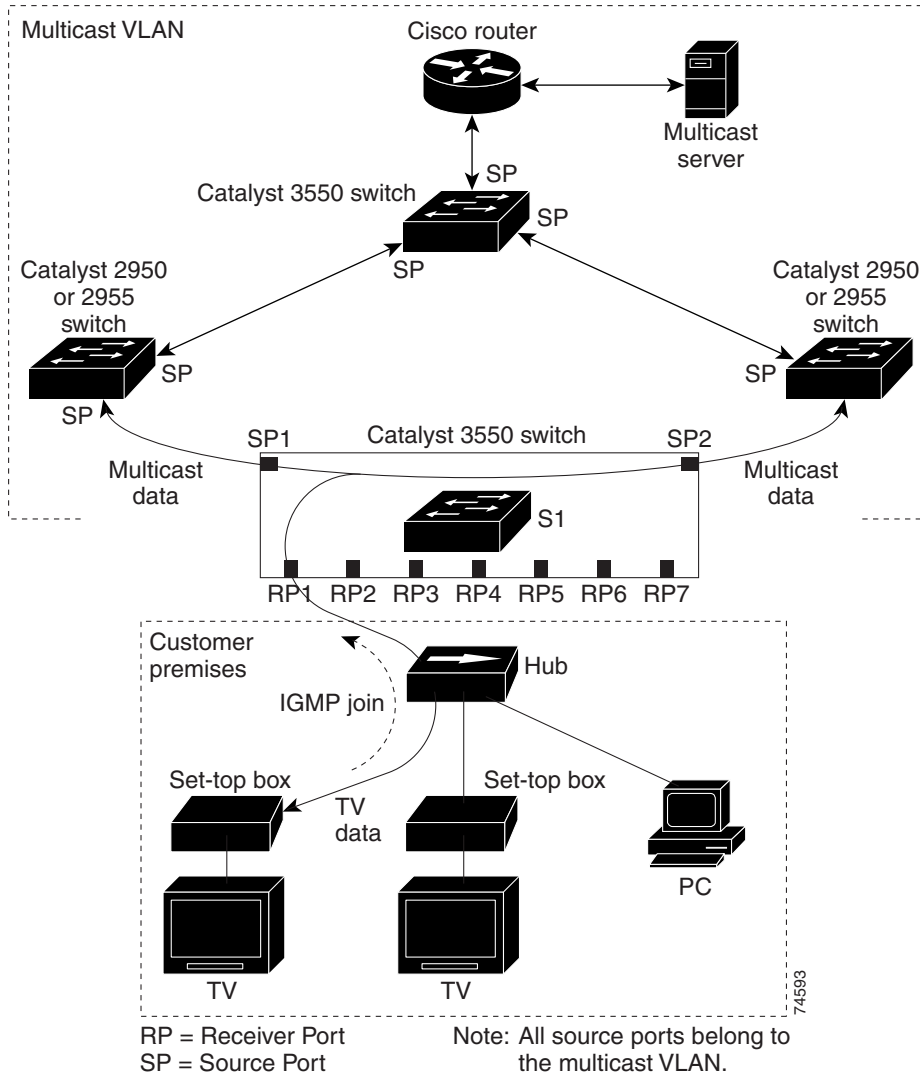 Multicast VLAN
Cisco router
Multicast
server
SP
Catalyst 3550 switch
SP
SP
Catalyst 2950
or 2955
switch
Catalyst 2950
or 2955
switch
SP
SP
SP
SP1
Catalyst 3550 switch
SP2
Multicast
data
Multicast
data
S1
RP1
RP2
RP3
RP4
RP5
RP6
RP7
Customer
premises
Hub
IGMP join
Set-top box
Set-top box
TV
data
PC
TV
TV
74593
RP = Receiver Port
SP = Source Port
Note: All source ports belong to
the multicast VLAN.